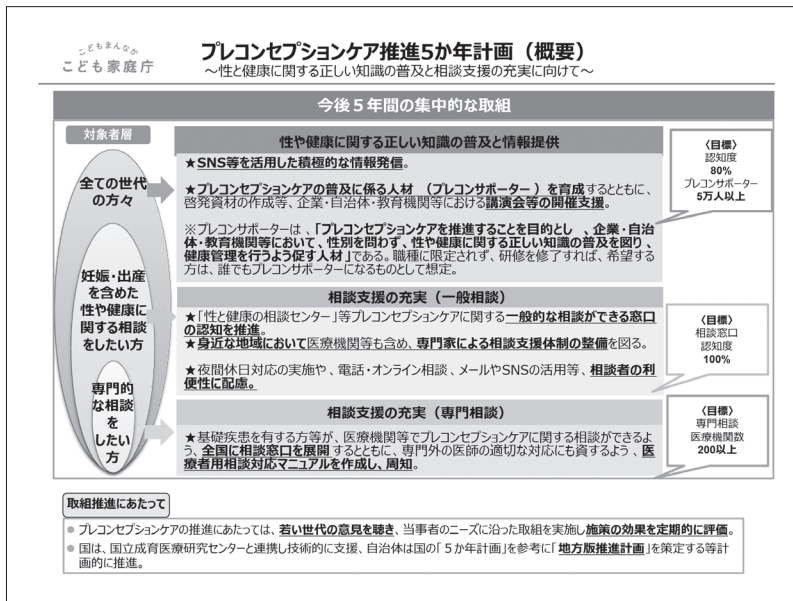 こどもまんなか
こども家庭庁
プレコンセプションケア推進5か年計画（概要）
～性と健康に関する正しい知識の普及と相談支援の充実に向けて～
今後５年間の集中的な取組
対象者層
全ての世代
の方々
妊娠・出産
を含めた
性や健康に
関する相談
をしたい方
専門的
な相談
を
したい
方
性や健康に関する正しい知識の普及と情報提供
★SNS等を活用した積極的な情報発信。
★プレコンセプションケアの普及に係る人材 （プレコンサポーター ）を育成するとともに、
啓発資材の作成等、企業・自治体・教育機関等における講演会等の開催支援。
※プレコンサポーターは 、「プレコンセプションケアを推進することを目的とし 、企業・自治
体・教育機関等において 、性別を問わず、性や健康に関する正しい知識の普及を図り 、
健康管理を行うよう促す人材」である。職種に限定されず、研修を修了すれば、希望する
方は、誰でもプレコンサポーターになるものとして想定。
〈目標〉
認知度
80%
プレコンサポーター
5万人以上
相談支援の充実（一般相談）
★「性と健康の相談センター」等プレコンセプションケアに関する一般的な相談ができる窓口
の認知を推進。
★身近な地域において医療機関等も含め、専門家による相談支援体制の整備を図る。
★夜間休日対応の実施や 、電話・オンライン相談 、メールやSNSの活用等 、相談者の利
便性に配慮。
〈目標〉
相談窓口
認知度
100%
相談支援の充実（専門相談）
★基礎疾患を有する方等が、医療機関等でプレコンセプションケアに関する相談ができるよ
う、全国に相談窓口を展開するとともに、専門外の医師の適切な対応にも資するよう 、医
療者用相談対応マニュアルを作成し、周知。
〈目標〉
専門相談
医療機関数
200以上
取組推進にあたって
● プレコンセプションケアの推進にあたっては、若い世代の意見を聴き、当事者のニーズに沿った取組を実施し施策の効果を定期的に評価。
● 国は、国立成育医療研究センターと連携し技術的に支援、自治体は国の「５か年計画」を参考に「地方版推進計画」を策定する等計
画的に推進。